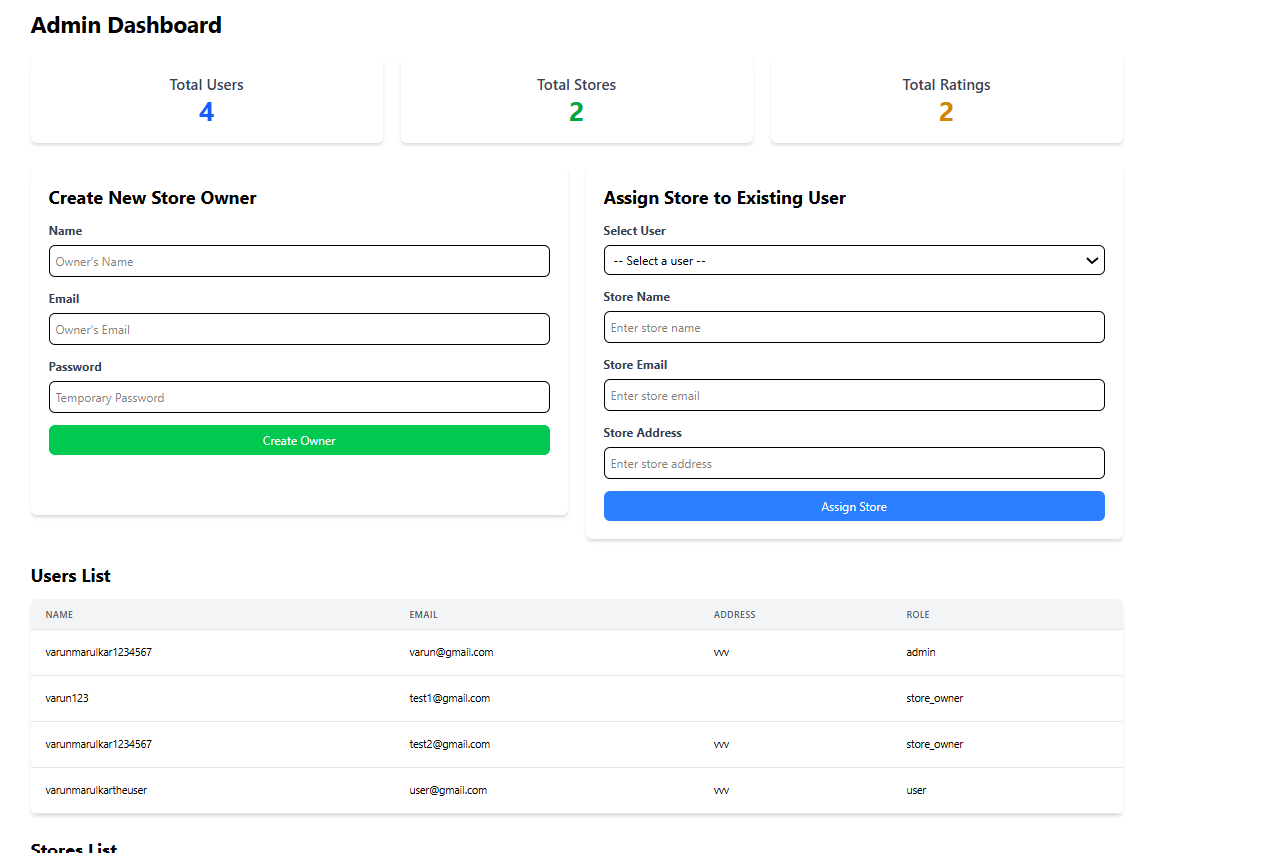 Admin Dashboard
Total Users
4
Total Stores
2
Total Ratings
2
Create New Store Owner
Name
Owner's Name
Email
Owner's Email
Password
Temporary Password
Create Owner
Assign Store to Existing User
Select User
-- Select a user --
Store Name
Enter store name
Store Email
Enter store email
Store Address
Enter store address
Assign Store
Users List
NAME EMAIL ADDRESS ROLE
varunmarulkar1234567 varun@gmail.com vvv admin
varun123 test1@gmail.com store_owner
varunmarulkar1234567 test2@gmail.com vvv store_owner
varunmarulkartheuser user@gmail.com vvv user
Stores List